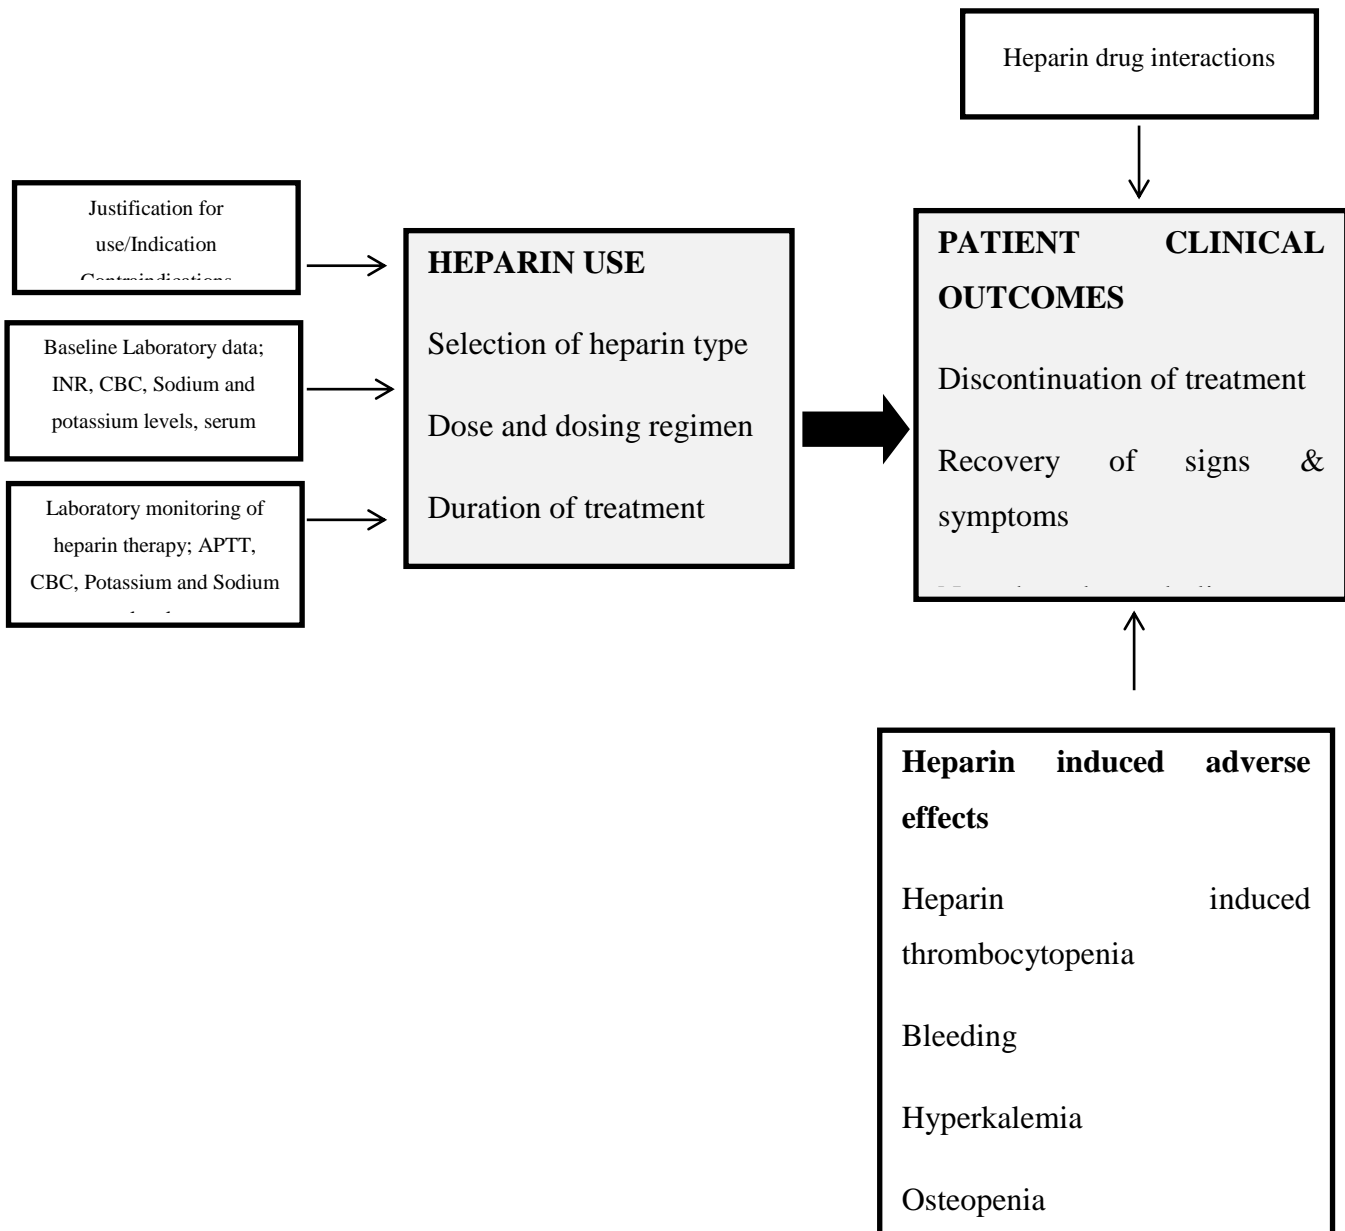 Heparin drug interactions
Justification for
use/Indication
Contraindications
Baseline Laboratory data;
INR, CBC, Sodium and
potassium levels, serum
Laboratory monitoring of
heparin therapy; APTT,
CBC, Potassium and Sodium
HEPARIN USE
Selection of heparin type
Dose and dosing regimen
Duration of treatment
PATIENT CLINICAL
OUTCOMES
Discontinuation of treatment
Recovery of signs &
symptoms
Heparin induced adverse
effects
Heparin induced
thrombocytopenia
Bleeding
Hyperkalemia
Osteopenia